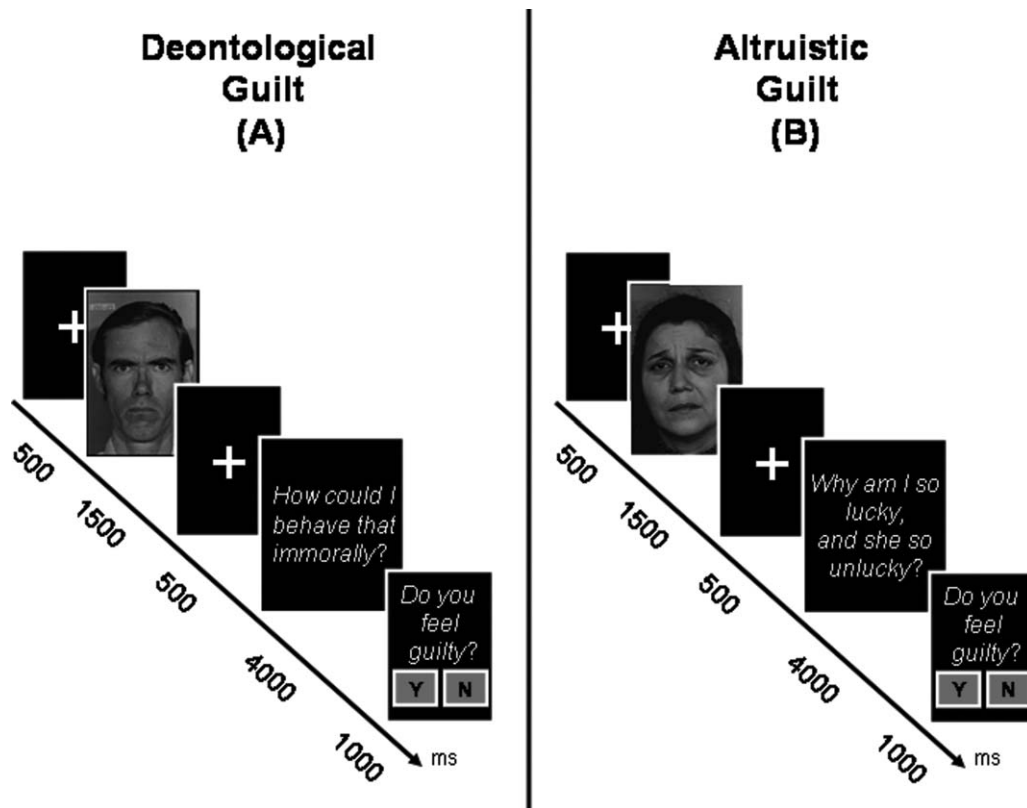 Deontological
Guilt
(A)
500
1500
500
How could I
behave that
immorally?
4000
Do you
feel
guilty?
Y N
1000
ms
Altruistic
Guilt
(B)
500
1500
500
Why am I so
lucky,
and she so
unlucky?
4000
Do you
feel
guilty?
Y N
1000
ms